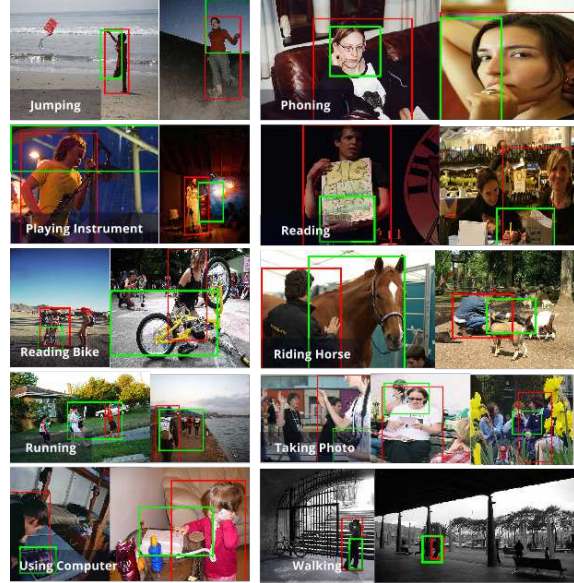 Jumping
Phoning
Playing Instrument
Reading
Reading Bike
Riding Horse
Running
Taking Photo
Using Computer
Walking